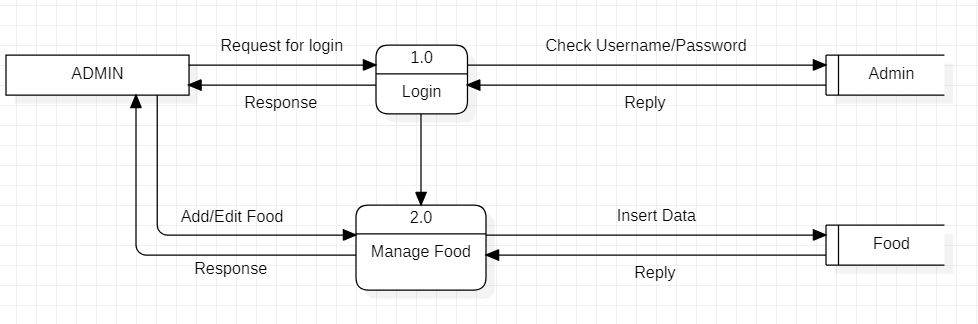 Request for login
Check Username/Password
1.0
ADMIN
Admin
Login
Response
Reply
Add/Edit Food
2.0
Insert Data
Manage Food
Food
Response
Reply